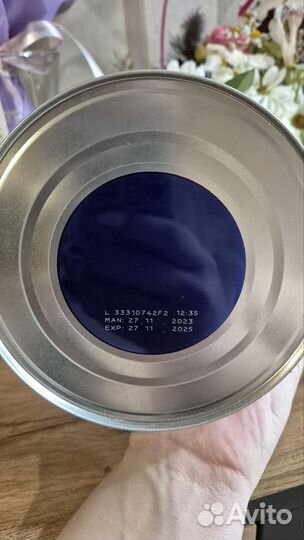 L 33310742F2 12:35
MAN: 27 11 . 2023
EXP: 27 11 . 2025
Avito